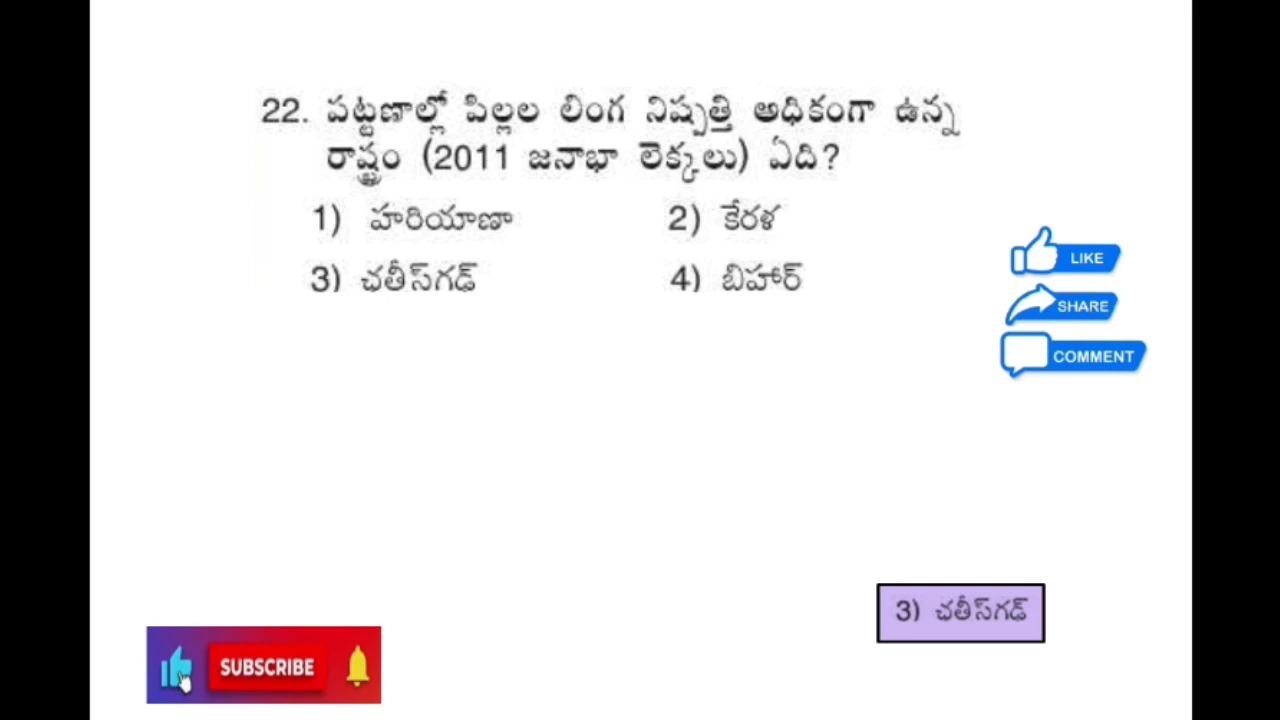 22. పట్టణాల్లో పిల్లల లింగ నిష్పత్తి అధికంగా ఉన్న
రాష్ట్రం (2011 జనాభా లెక్కలు) ఏది?
1) హరియాణా 2) కేరళ
3) ఛతీస్‌గఢ్ 4) బిహార్
LIKE
SHARE
COMMENT
3) ఛతీస్‌గఢ్
SUBSCRIBE